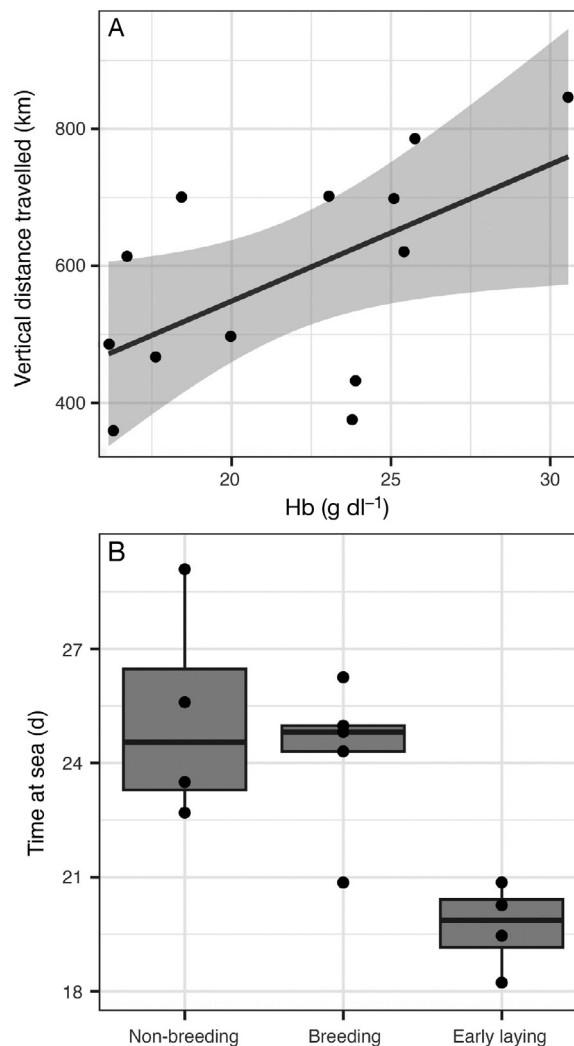 A
Vertical distance travelled (km)
800
600
400
20
25
30
Hb (g dl⁻¹)
B
Time at sea (d)
27
24
21
18
Non-breeding
Breeding
Early laying